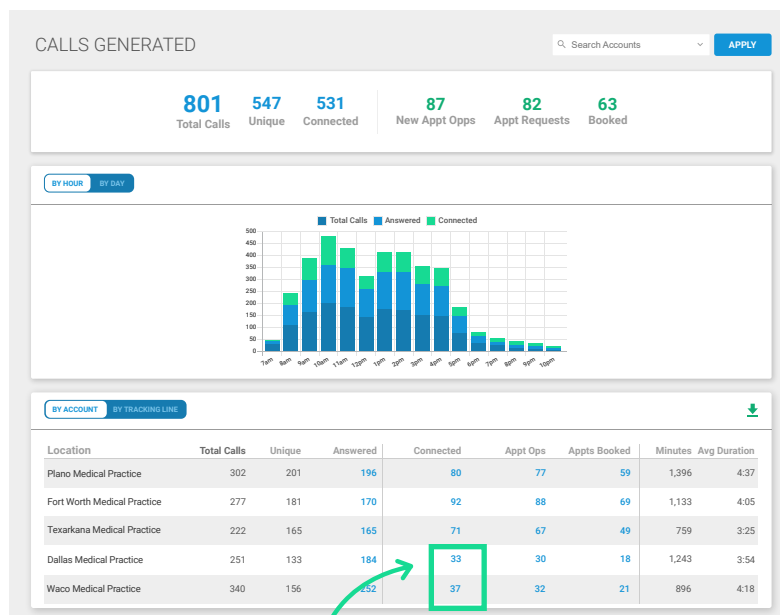 CALLS GENERATED
Search Accounts
APPLY
801 547 531 87 82 63
Total Calls Unique Connected New Appt Opps Appt Requests Booked
BY HOUR BY DAY
Total Calls Answered Connected
500
450
400
350
300
250
200
150
100
50
0
7am 8am 9am 10am 11am 12pm 1pm 2pm 3pm 4pm 5pm 6pm 7pm 8pm 9pm 10pm
BY ACCOUNT BY TRACKING LINE
Location Total Calls Unique Answered Connected Appt Ops Appts Booked Minutes Avg Duration
Plano Medical Practice 302 201 196 80 77 59 1,396 4:37
Fort Worth Medical Practice 277 181 170 92 88 69 1,133 4:05
Texarkana Medical Practice 222 165 165 71 67 49 759 3:25
Dallas Medical Practice 251 133 184 33 30 18 1,243 3:54
Waco Medical Practice 340 156 252 37 32 21 896 4:18